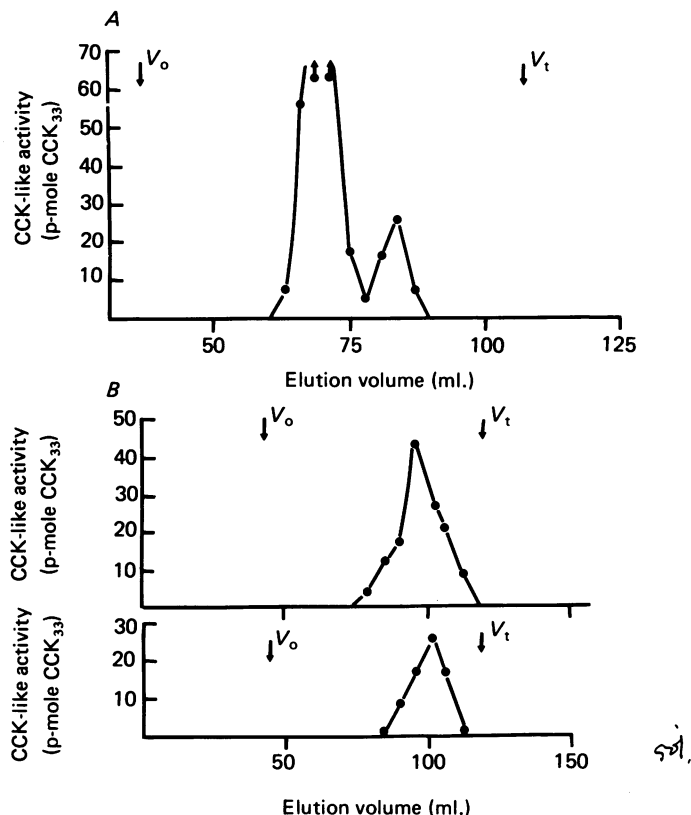 A
70
60
50
40
30
20
10
CCK-like activity
(p-mole CCK33)
Vo
Vt
50
75
100
125
Elution volume (ml.)
B
50
40
30
20
10
CCK-like activity
(p-mole CCK33)
Vo
Vt
30
20
10
CCK-like activity
(p-mole CCK33)
Vo
Vt
50
100
150
Elution volume (ml.)